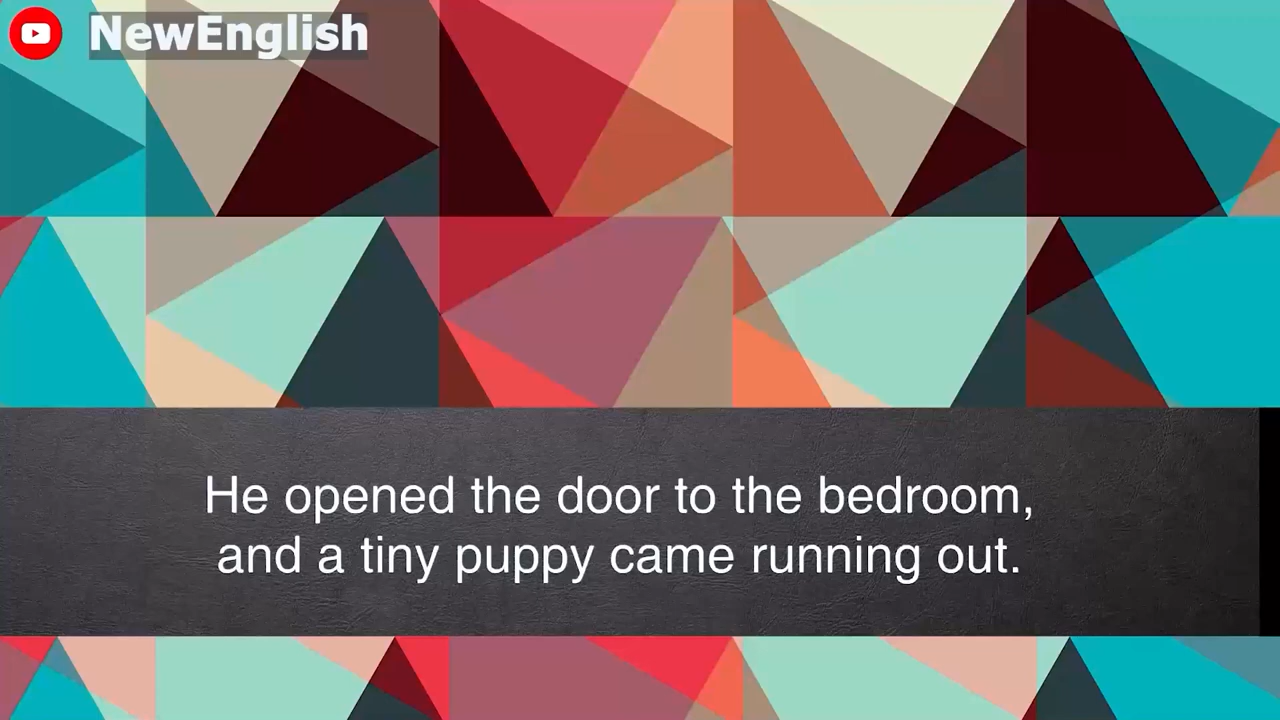 NewEnglish
He opened the door to the bedroom,
and a tiny puppy came running out.